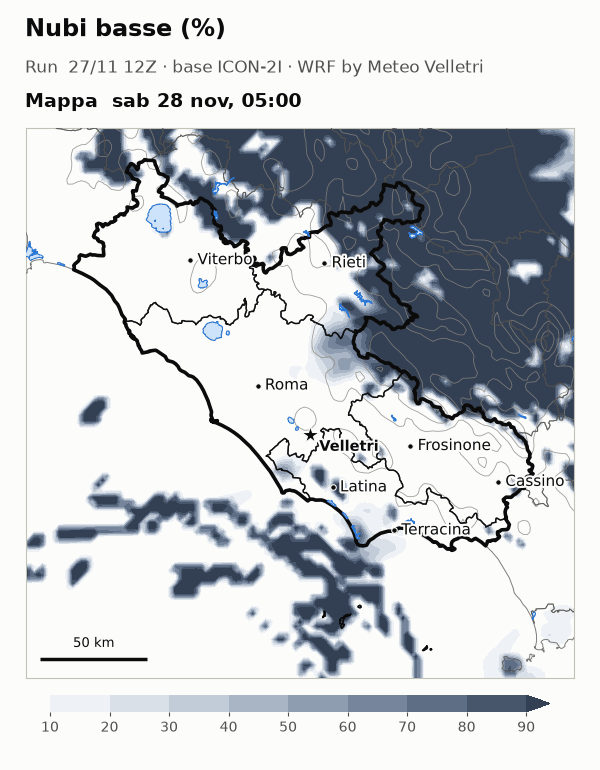 Nubi basse (%)
Run 27/11 12Z · base ICON-2I · WRF by Meteo Velletri
Mappa sab 28 nov, 05:00
Viterbo
Rieti
Roma
Velletri
Frosinone
Latina
Cassino
Terracina
50 km
10 20 30 40 50 60 70 80 90